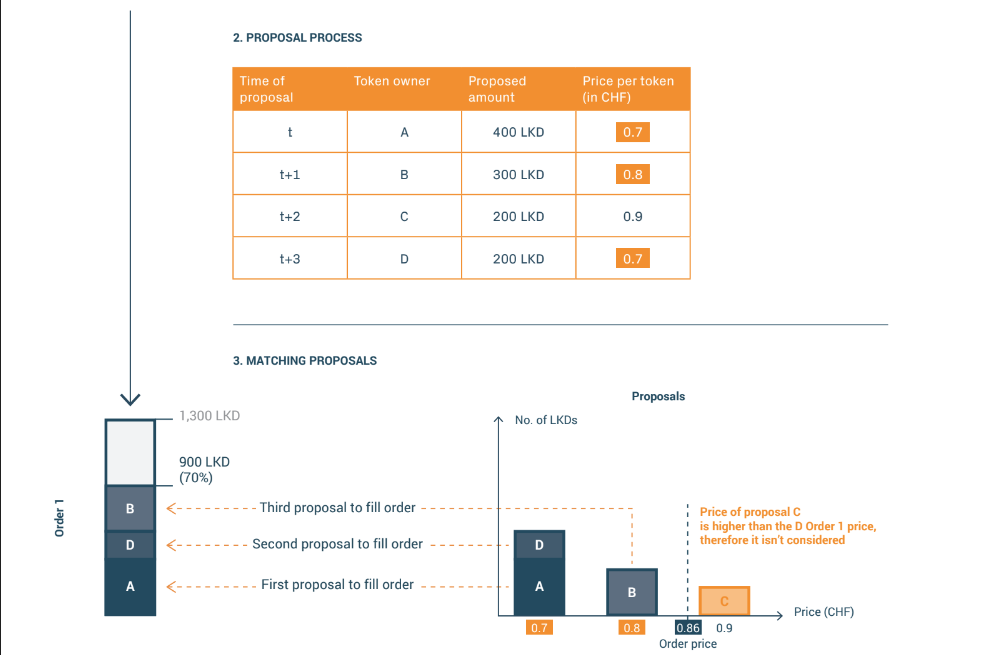 2. PROPOSAL PROCESS
Time of proposal
Token owner
Proposed amount
Price per token (in CHF)
t A 400 LKD 0.7
t+1 B 300 LKD 0.8
t+2 C 200 LKD 0.9
t+3 D 200 LKD 0.7
3. MATCHING PROPOSALS
Order 1
1,300 LKD
900 LKD
(70%)
B
D
A
Third proposal to fill order
Second proposal to fill order
First proposal to fill order
Proposals
No. of LKDs
D
A
B
C
Price of proposal C
is higher than the D Order 1 price,
therefore it isn't considered
Price (CHF)
0.7 0.8 0.86 0.9
Order price